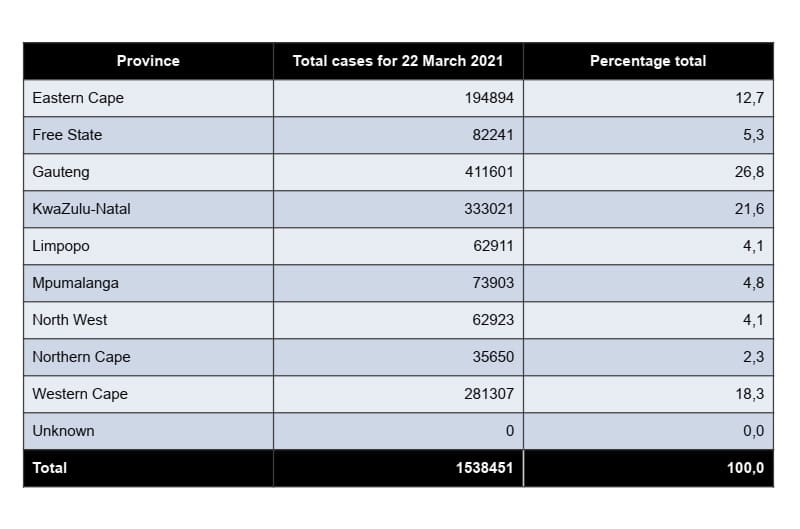 Province Total cases for 22 March 2021 Percentage total
Eastern Cape 194894 12,7
Free State 82241 5,3
Gauteng 411601 26,8
KwaZulu-Natal 333021 21,6
Limpopo 62911 4,1
Mpumalanga 73903 4,8
North West 62923 4,1
Northern Cape 35650 2,3
Western Cape 281307 18,3
Unknown 0 0,0
Total 1538451 100,0